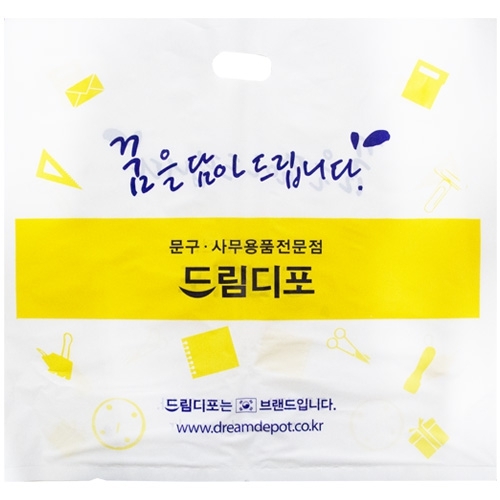 꿈을 담아 드립니다!
문구·사무용품전문점
드림디포
드림디포는 브랜드입니다.
www.dreamdepot.co.kr